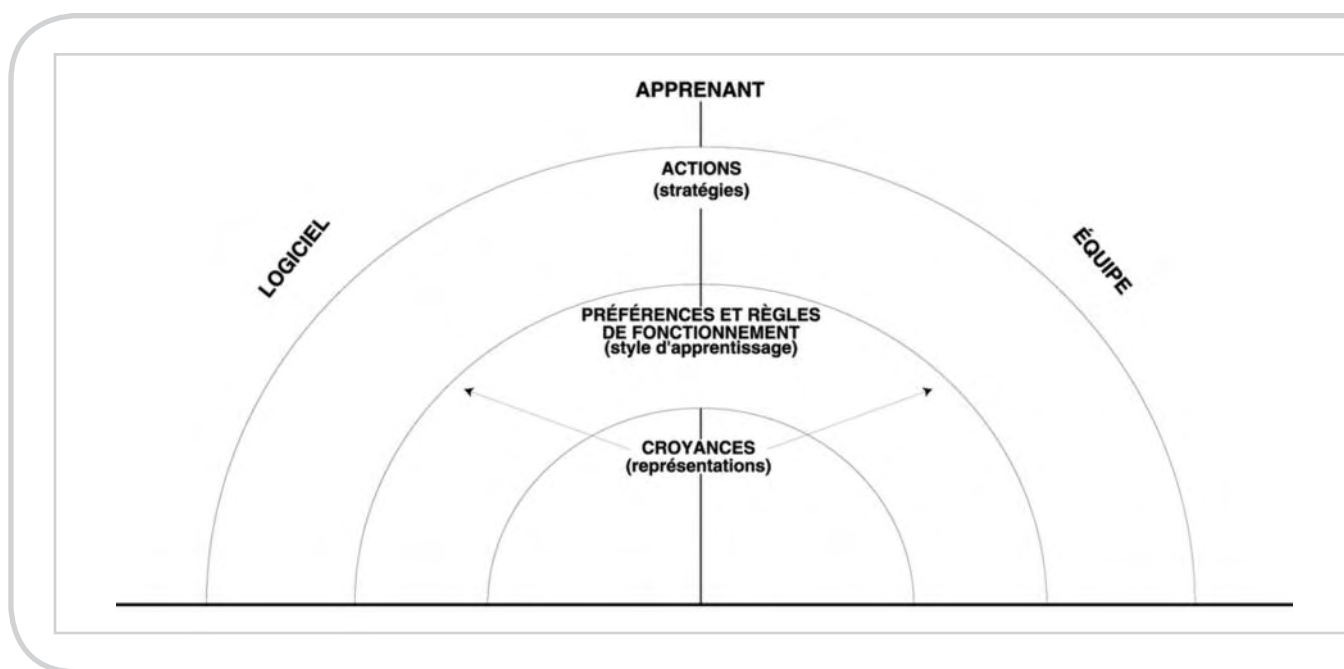 APPRENANT
ACTIONS
(stratégies)
LOGICIEL
ÉQUIPE
PRÉFÉRENCES ET RÈGLES
DE FONCTIONNEMENT
(style d'apprentissage)
CROYANCES
(représentations)